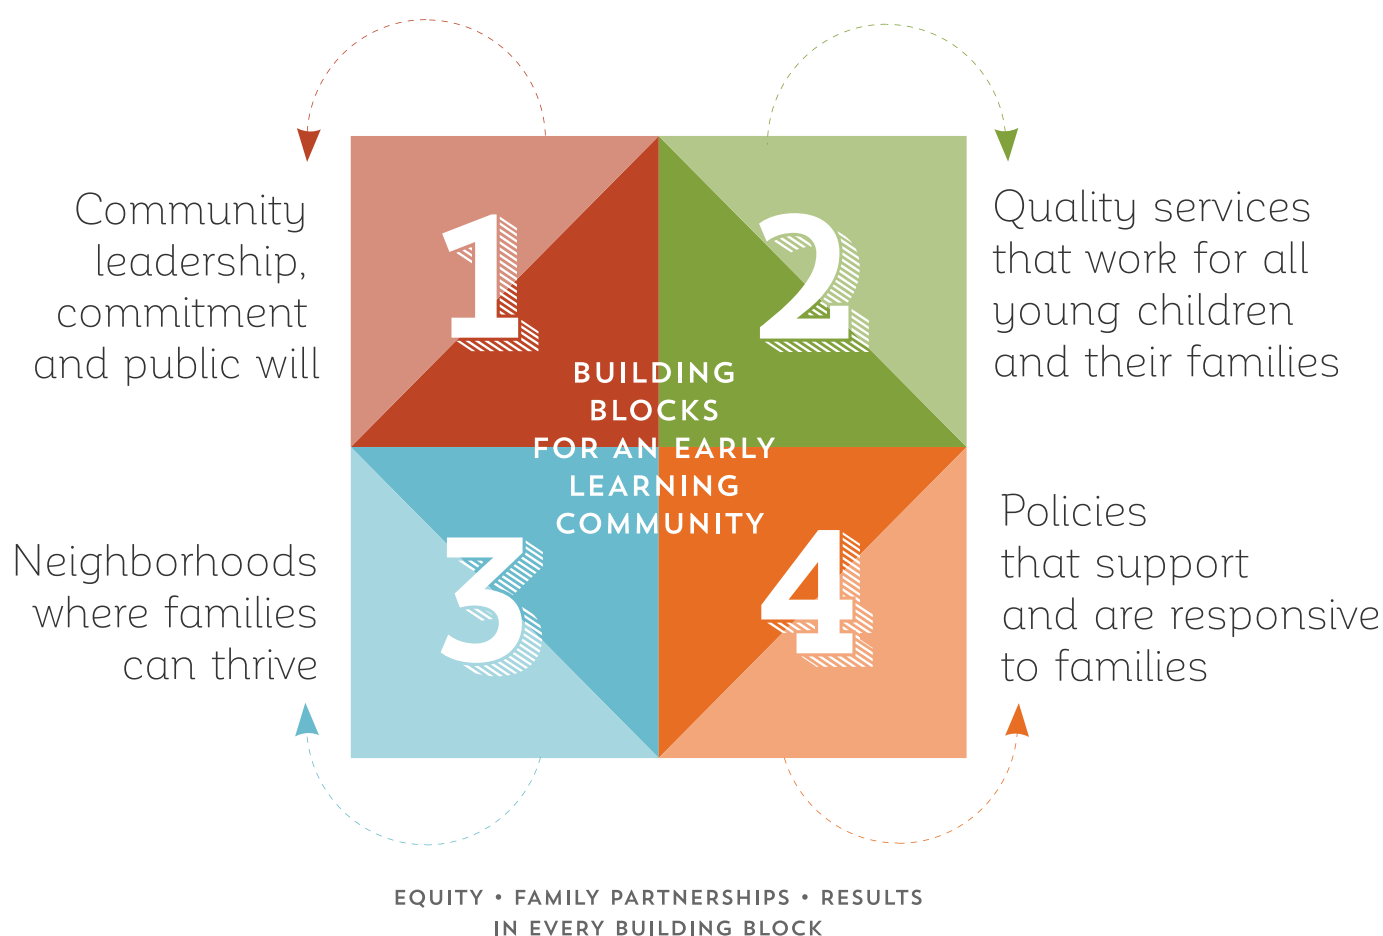 1
Community
leadership,
commitment
and public will
2
Quality services
that work for all
young children
and their families
BUILDING
BLOCKS
FOR AN EARLY
LEARNING
COMMUNITY
3
Neighborhoods
where families
can thrive
4
Policies
that support
and are responsive
to families
EQUITY • FAMILY PARTNERSHIPS • RESULTS
IN EVERY BUILDING BLOCK